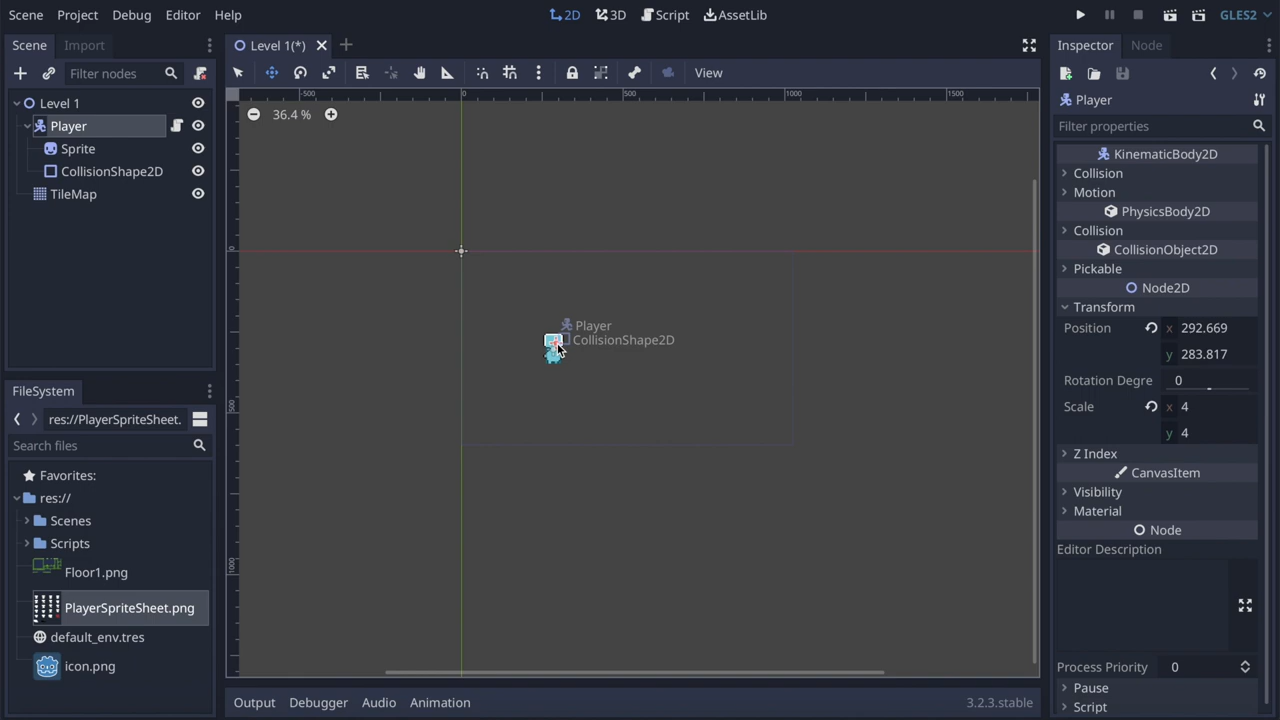 Scene Project Debug Editor Help 2D 3D Script AssetLib GLES2
Scene Import Level 1(*) Inspector Node
Filter nodes View
Level 1
Player
Sprite
CollisionShape2D
TileMap
-500 0 500 1000 1500
36.4 %
0
500
1000
Player
CollisionShape2D
Player
Filter properties
KinematicBody2D
Collision
Motion
PhysicsBody2D
Collision
CollisionObject2D
Pickable
Node2D
Transform
Position x 292.669
y 283.817
Rotation Degre 0
Scale x 4
y 4
Z Index
CanvasItem
Visibility
Material
Node
Editor Description
Process Priority 0
Pause
Script
FileSystem
res://PlayerSpriteSheet.
Search files
Favorites:
res://
Scenes
Scripts
Floor1.png
PlayerSpriteSheet.png
default_env.tres
icon.png
Output Debugger Audio Animation 3.2.3.stable